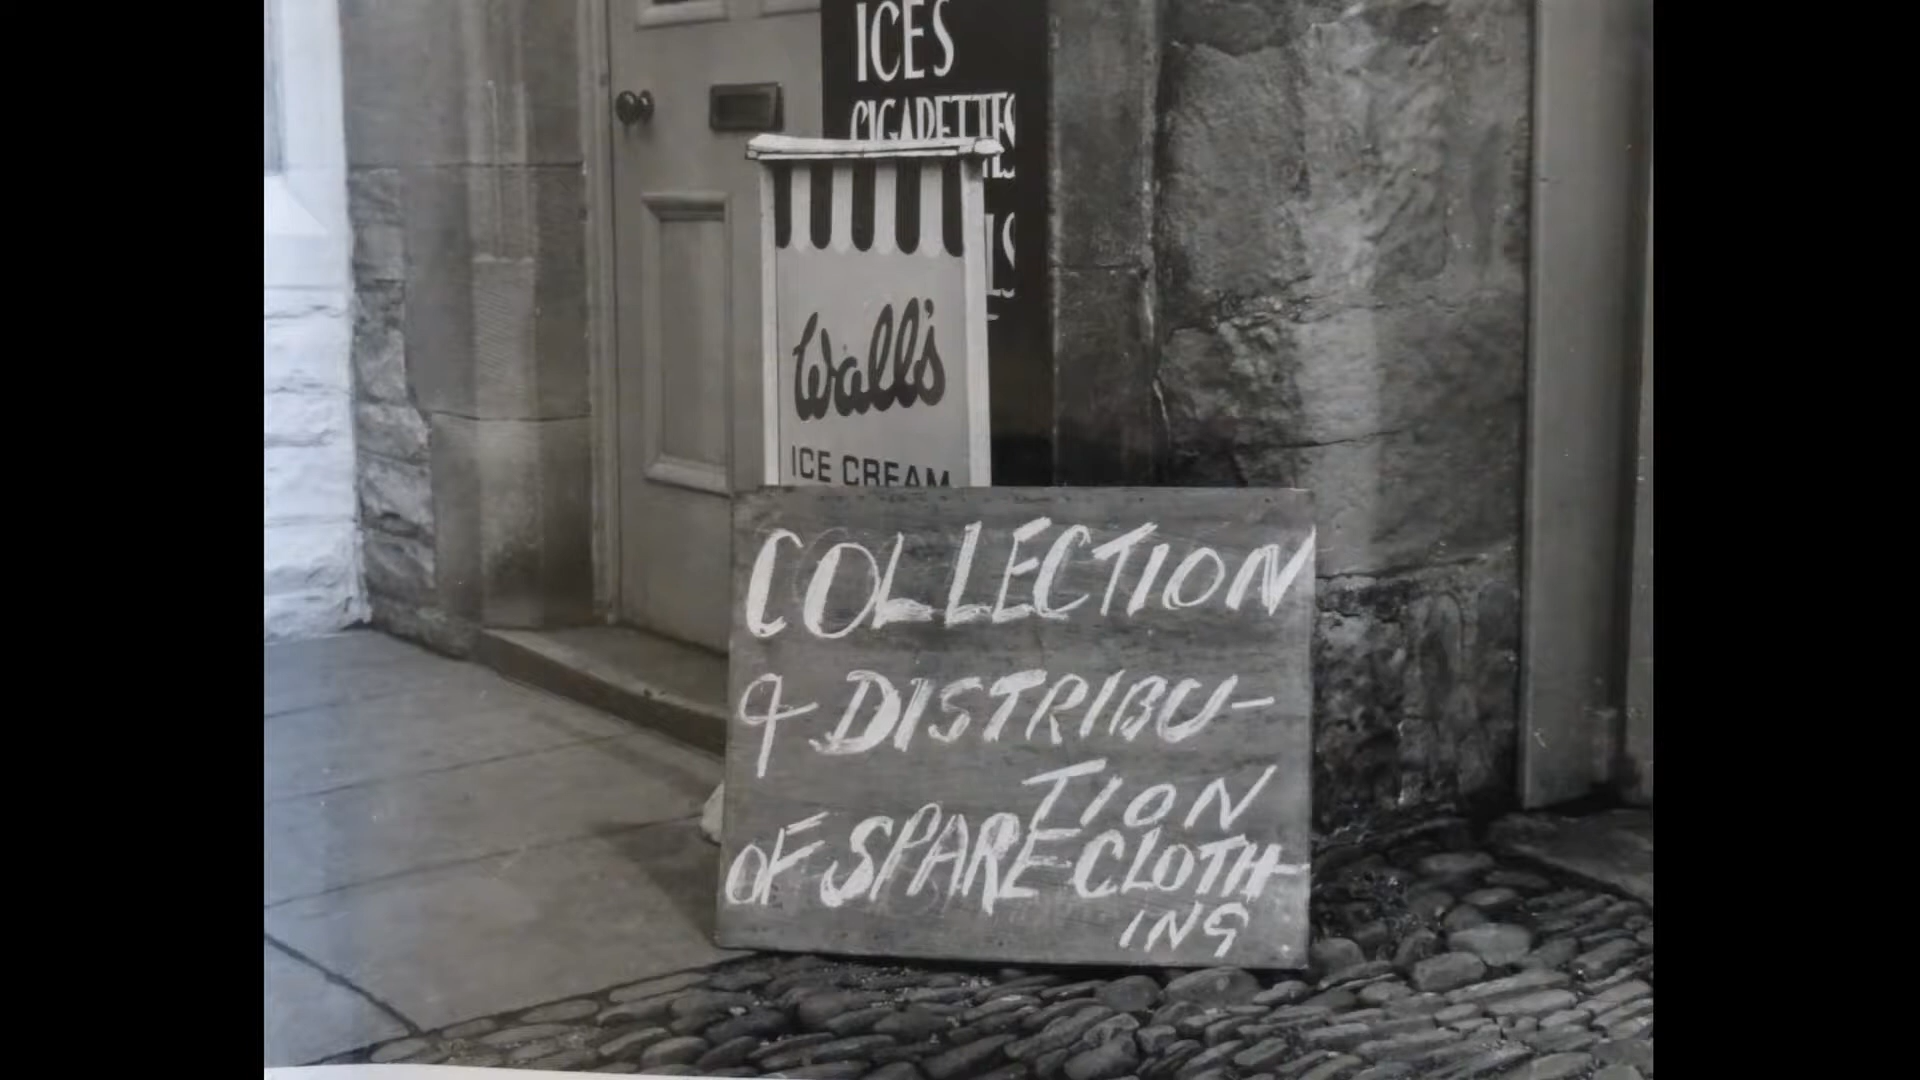 ICES
CIGARETTES
Wall's
ICE CREAM
COLLECTION
& DISTRIBU-
TION
OF SPARE CLOTH-
ING